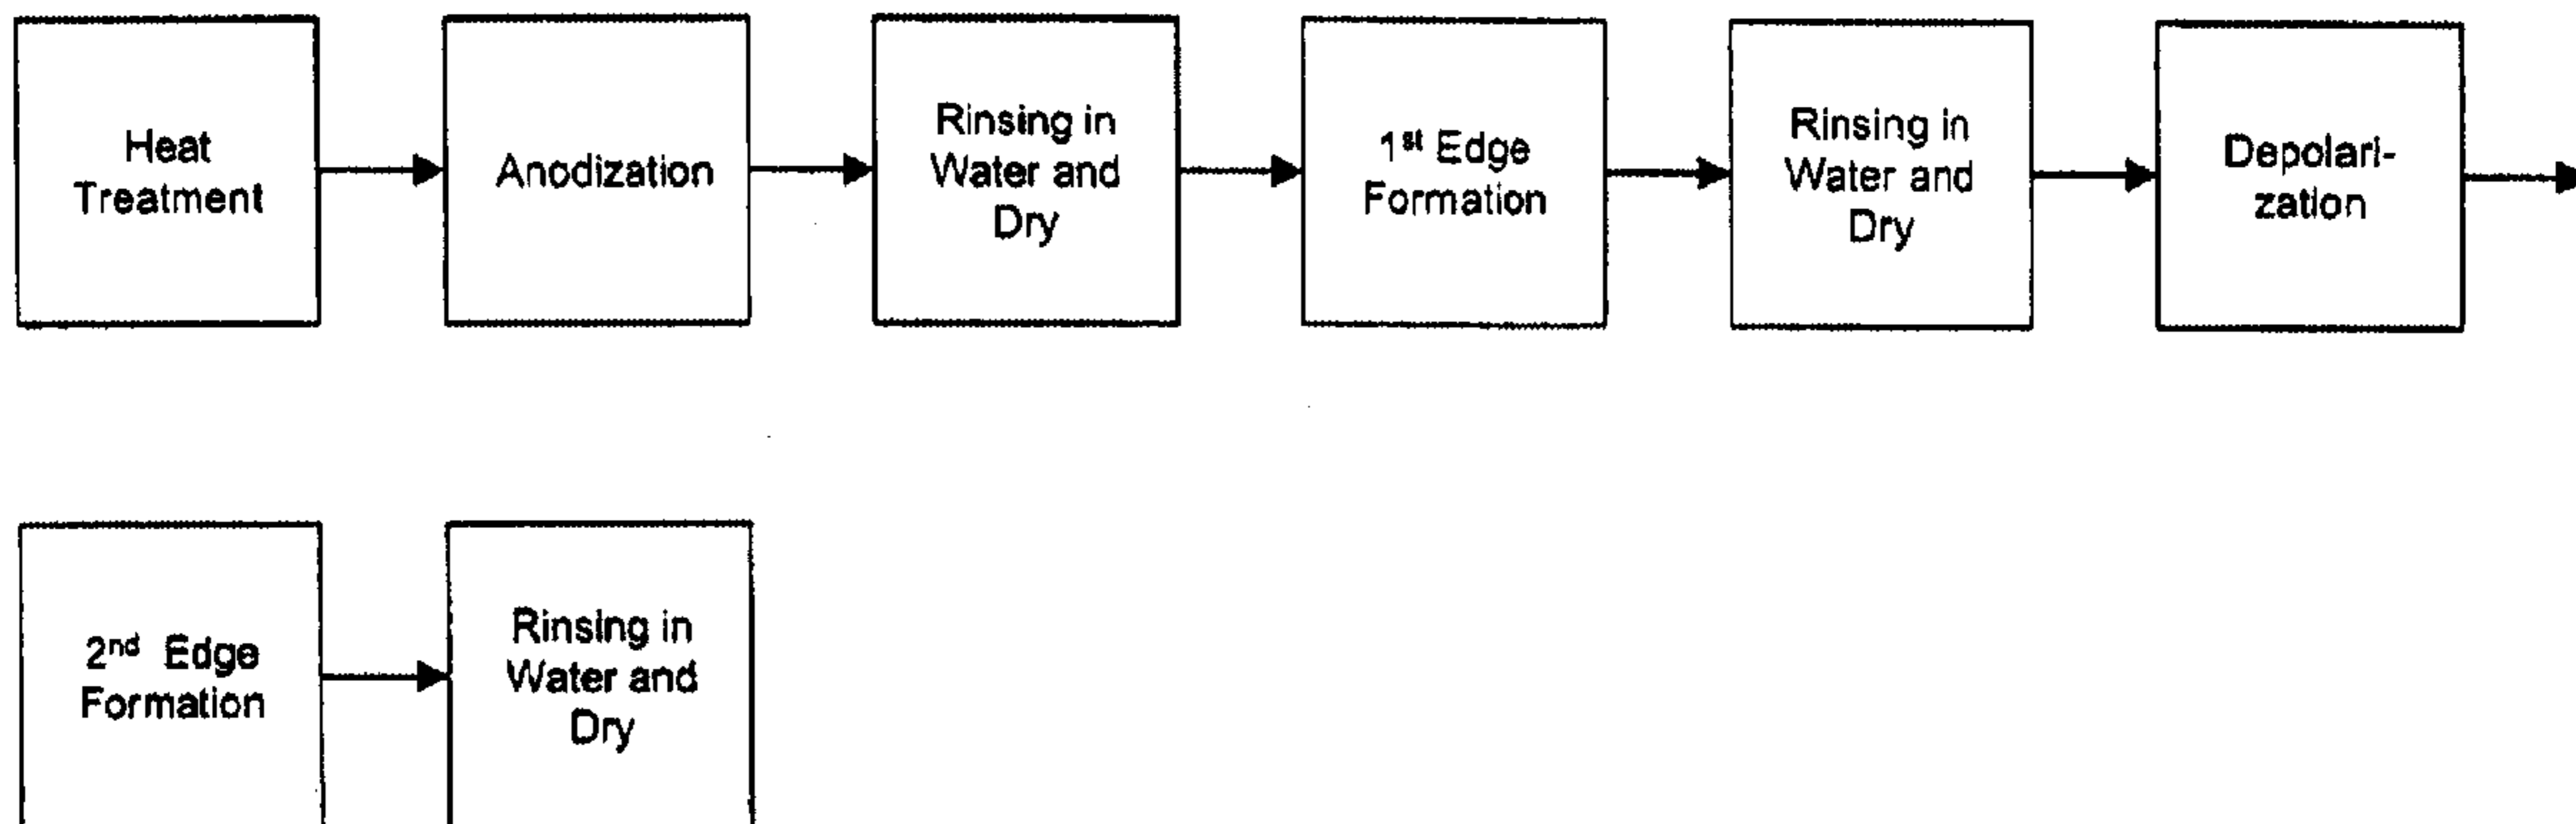 Heat
Treatment
Anodization
Rinsing in
Water and
Dry
1st Edge
Formation
Rinsing in
Water and
Dry
Depolari-
zation
2nd Edge
Formation
Rinsing in
Water and
Dry